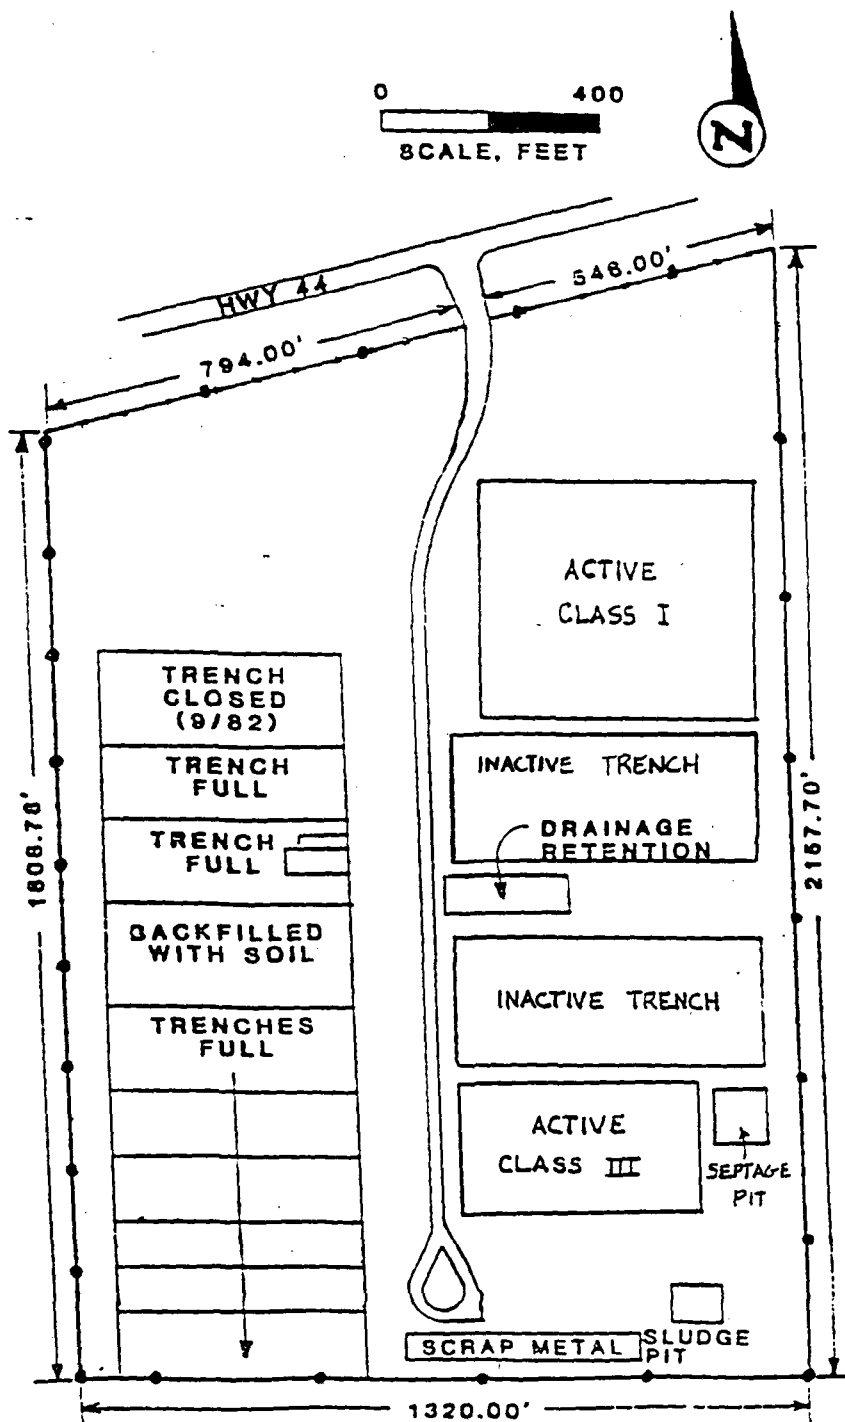 0 400
SCALE, FEET
N
HWY 44
546.00'
794.00'
ACTIVE
CLASS I
TRENCH
CLOSED
(9/82)
TRENCH
FULL
INACTIVE TRENCH
TRENCH
FULL
DRAINAGE
RETENTION
1808.78'
2157.70'
BACKFILLED
WITH SOIL
INACTIVE TRENCH
TRENCHES
FULL
ACTIVE
CLASS III
SEPTAGE
PIT
SCRAP METAL
SLUDGE
PIT
1320.00'